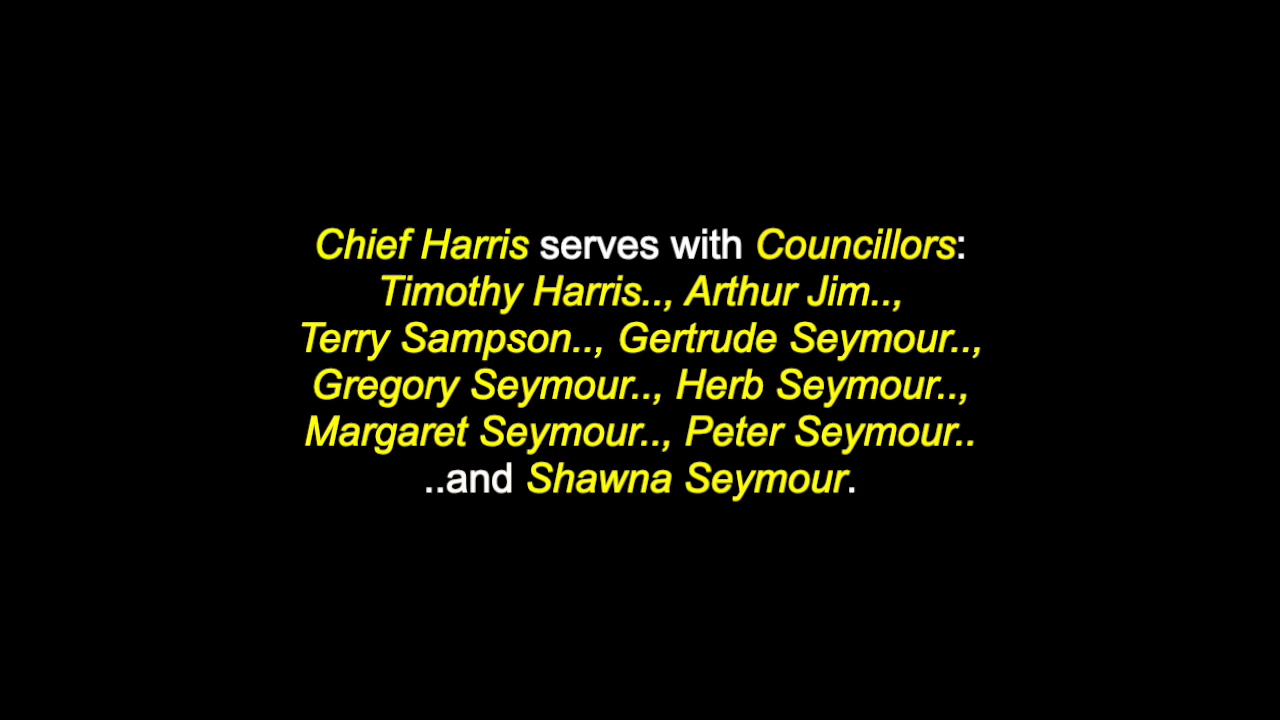 Chief Harris serves with Councillors:
Timothy Harris.., Arthur Jim..,
Terry Sampson.., Gertrude Seymour..,
Gregory Seymour.., Herb Seymour..,
Margaret Seymour.., Peter Seymour..
..and Shawna Seymour.